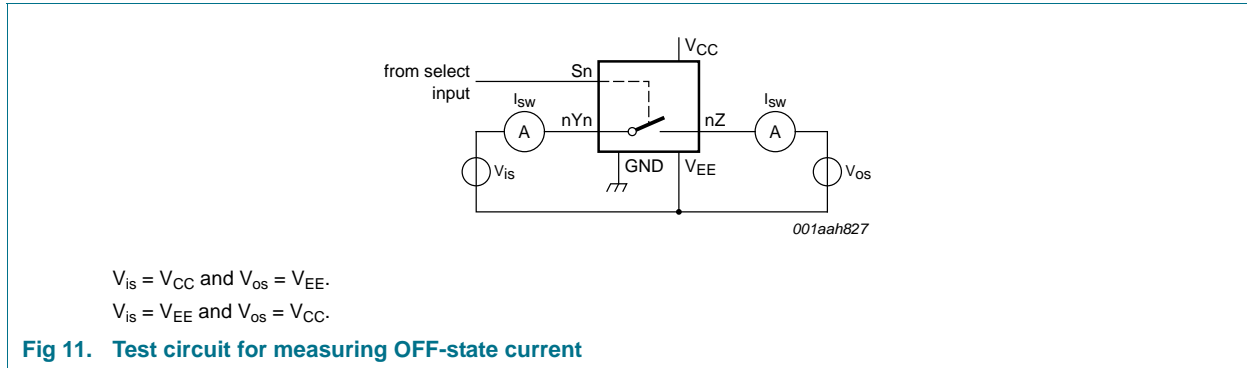 VCC
from select
input
Sn
Isw
A
nYn
nZ
Isw
A
Vis
GND
VEE
Vos
001aah827
Vis = VCC and Vos = VEE.
Vis = VEE and Vos = VCC.
Fig 11. Test circuit for measuring OFF-state current